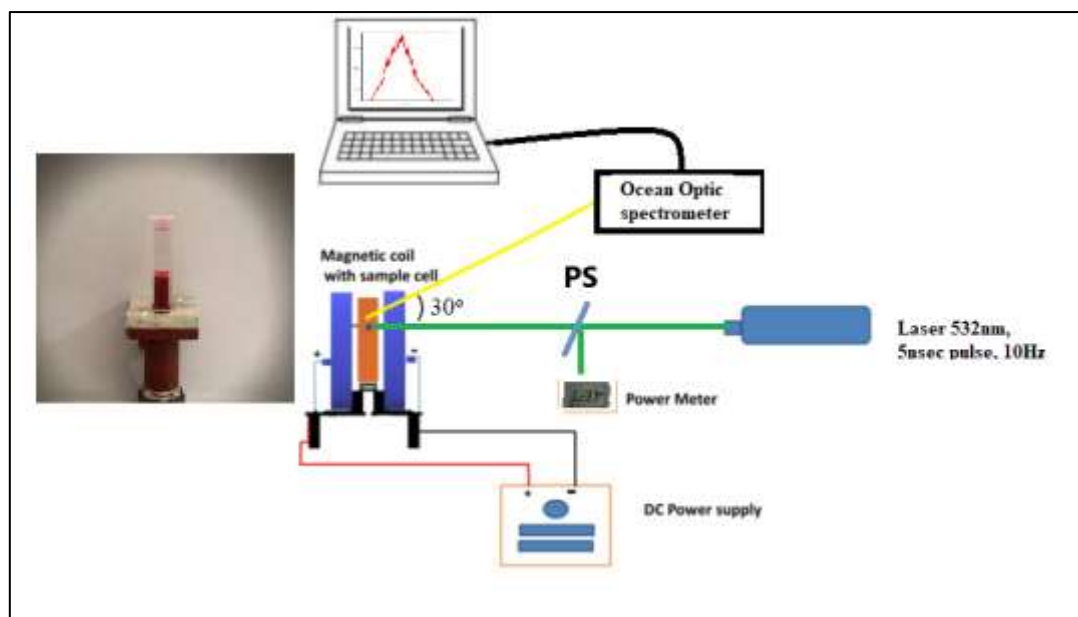 Ocean Optic
spectrometer
Magnetic coil
with sample cell
PS
30°
Laser 532nm,
5nsec pulse, 10Hz
+
-
Power Meter
+
-
DC Power supply